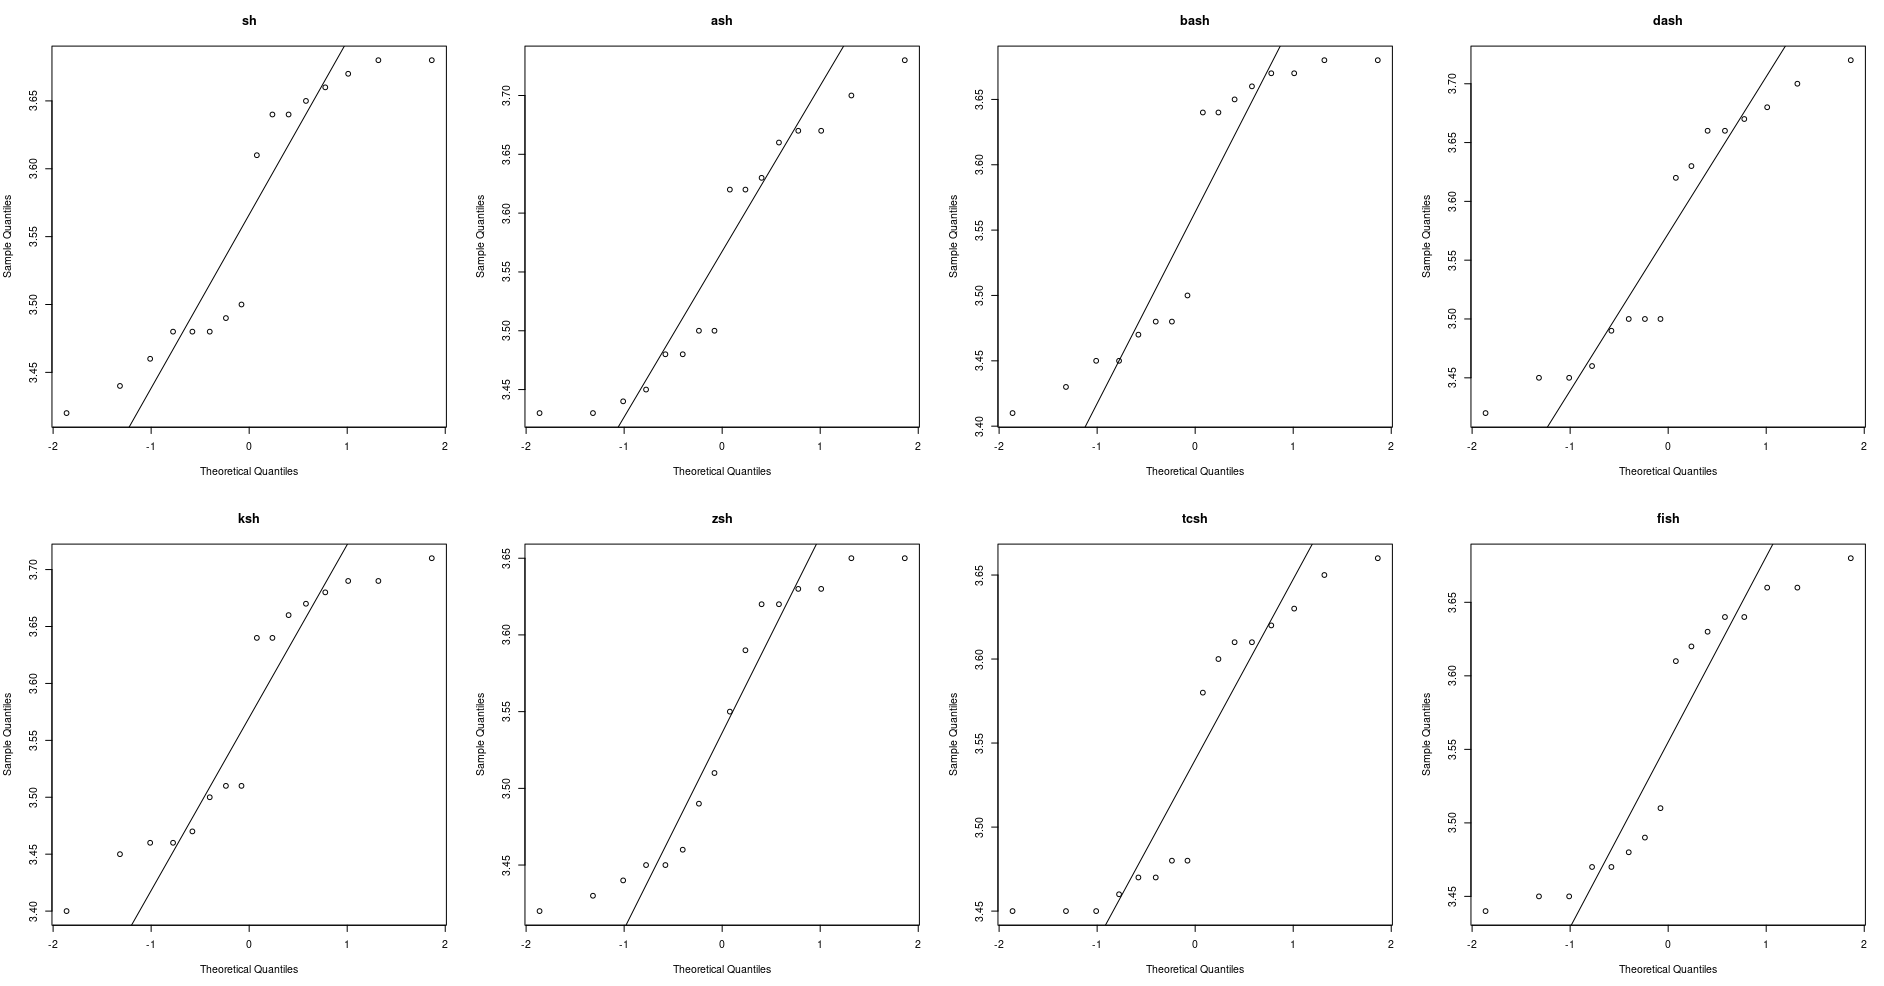 sh
ash
bash
dash
Sample Quantiles
3.45 3.50 3.55 3.60 3.65
-2 -1 0 1 2
Theoretical Quantiles
Sample Quantiles
3.45 3.50 3.55 3.60 3.65 3.70
-2 -1 0 1 2
Theoretical Quantiles
Sample Quantiles
3.40 3.45 3.50 3.55 3.60 3.65
-2 -1 0 1 2
Theoretical Quantiles
Sample Quantiles
3.45 3.50 3.55 3.60 3.65 3.70
-2 -1 0 1 2
Theoretical Quantiles
ksh
zsh
tcsh
fish
Sample Quantiles
3.40 3.45 3.50 3.55 3.60 3.65 3.70
-2 -1 0 1 2
Theoretical Quantiles
Sample Quantiles
3.45 3.50 3.55 3.60 3.65
-2 -1 0 1 2
Theoretical Quantiles
Sample Quantiles
3.45 3.50 3.55 3.60 3.65
-2 -1 0 1 2
Theoretical Quantiles
Sample Quantiles
3.45 3.50 3.55 3.60 3.65
-2 -1 0 1 2
Theoretical Quantiles